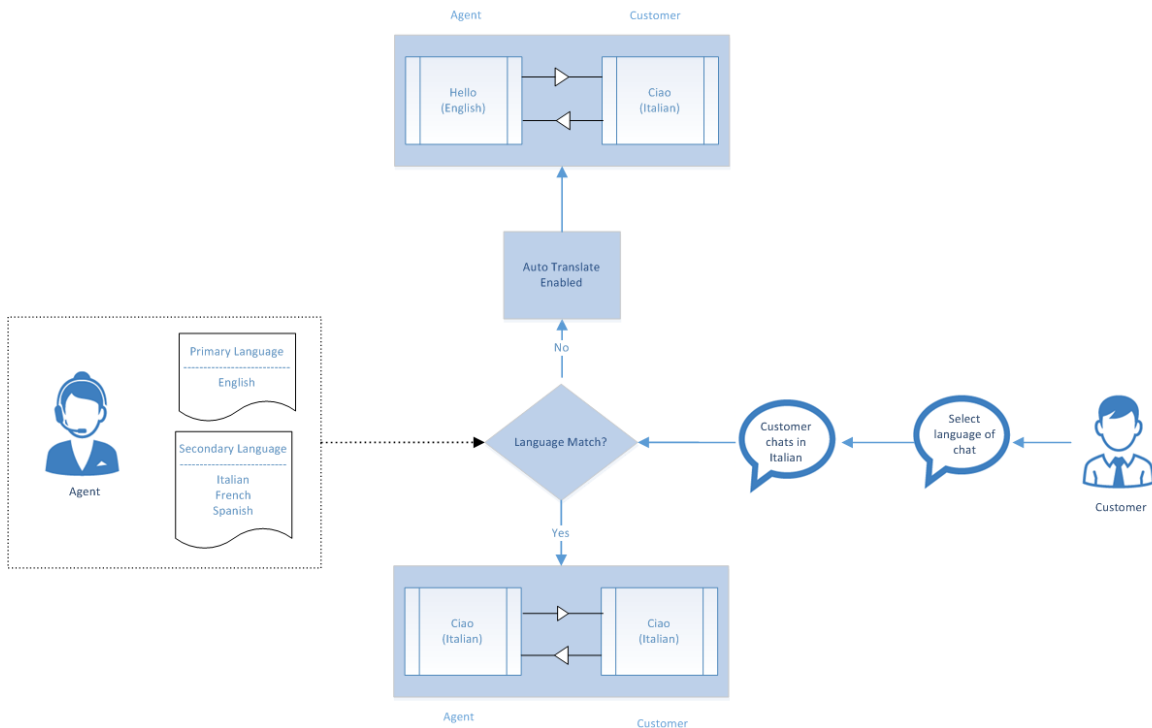 Agent
Customer
Hello
(English)
Ciao
(Italian)
Auto Translate
Enabled
No
Primary Language
English
Secondary Language
Italian
French
Spanish
Agent
Language Match?
Customer
chats in
Italian
Select
language of
chat
Customer
Yes
Ciao
(Italian)
Ciao
(Italian)
Agent
Customer